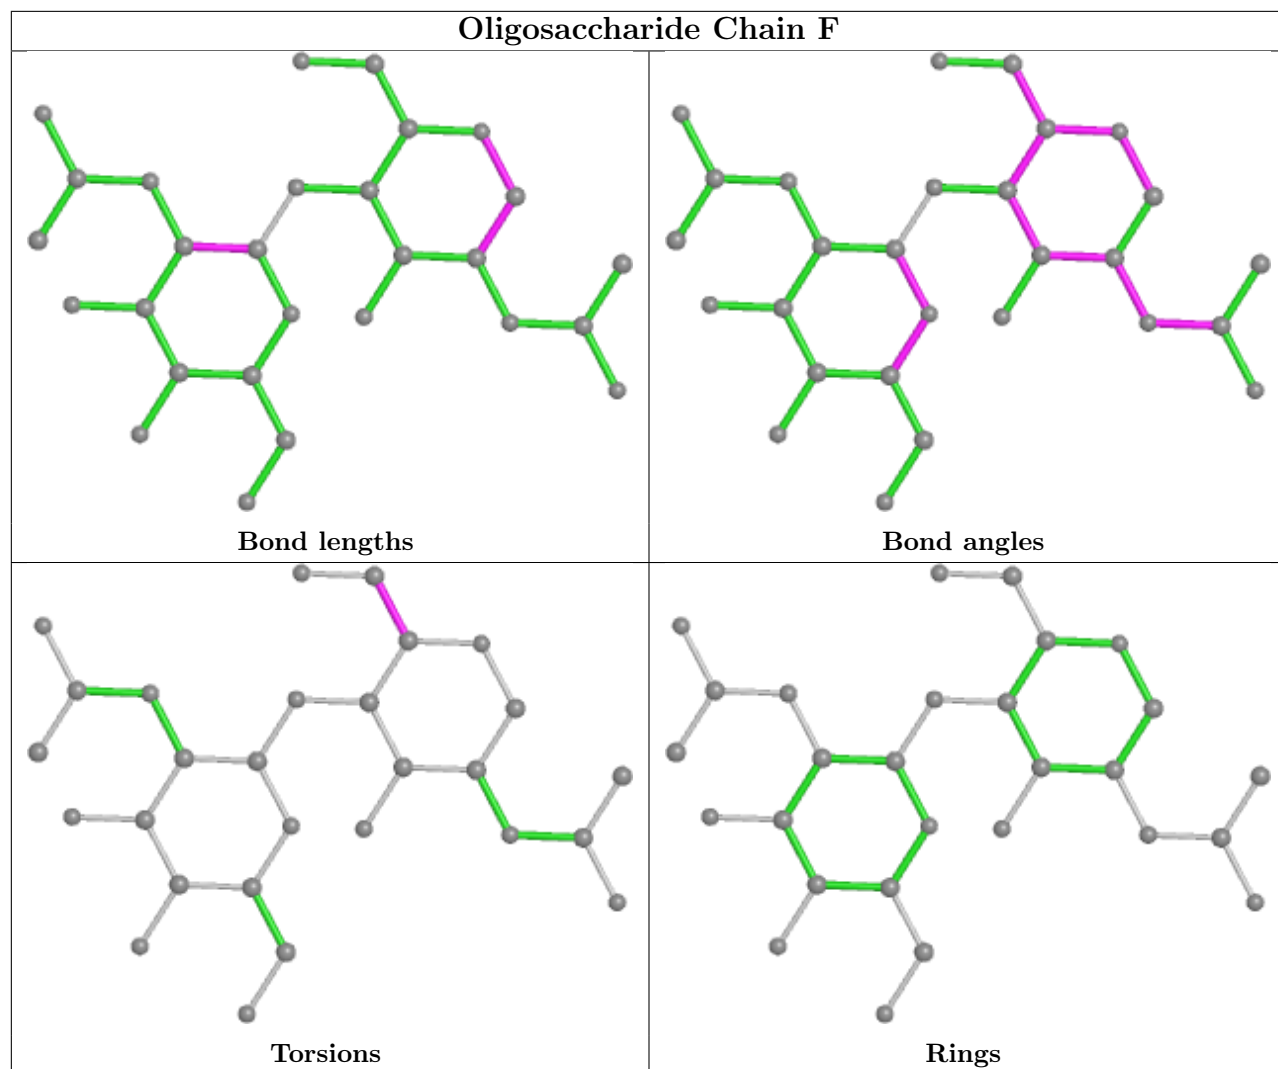 Oligosaccharide Chain F
Bond lengths
Bond angles
Torsions
Rings